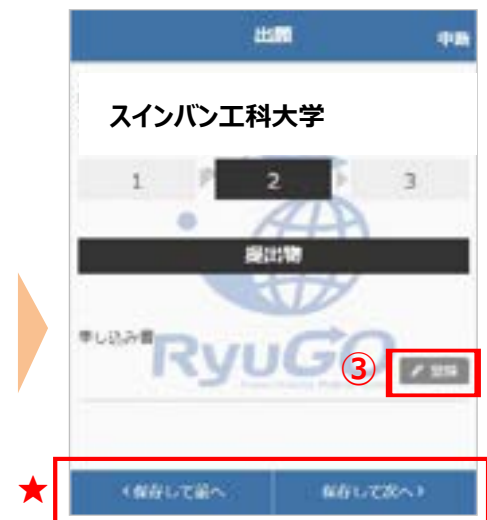 出願 中断
スインバン工科大学
1 2 3
提出物
申し込み書
RyuGO
③ 登録
★ 保存して前へ 保存して次へ